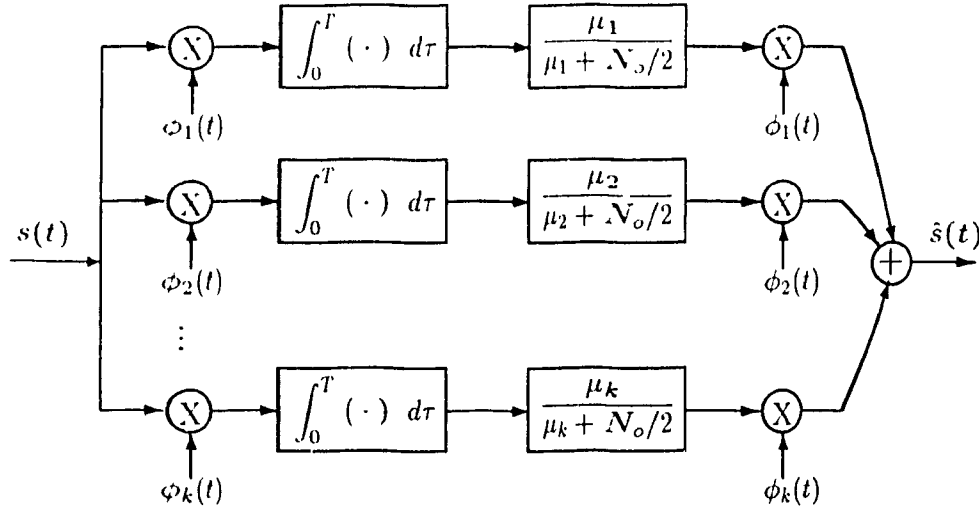 X
∫₀ᵀ ( · ) dτ
μ₁ / (μ₁ + N₀/2)
X
φ₁(t)
φ₁(t)
X
∫₀ᵀ ( · ) dτ
μ₂ / (μ₂ + Nₒ/2)
X
s(t)
+
ŝ(t)
φ₂(t)
φ₂(t)
⋮
X
∫₀ᵀ ( · ) dτ
μₖ / (μₖ + Nₒ/2)
X
φₖ(t)
φₖ(t)